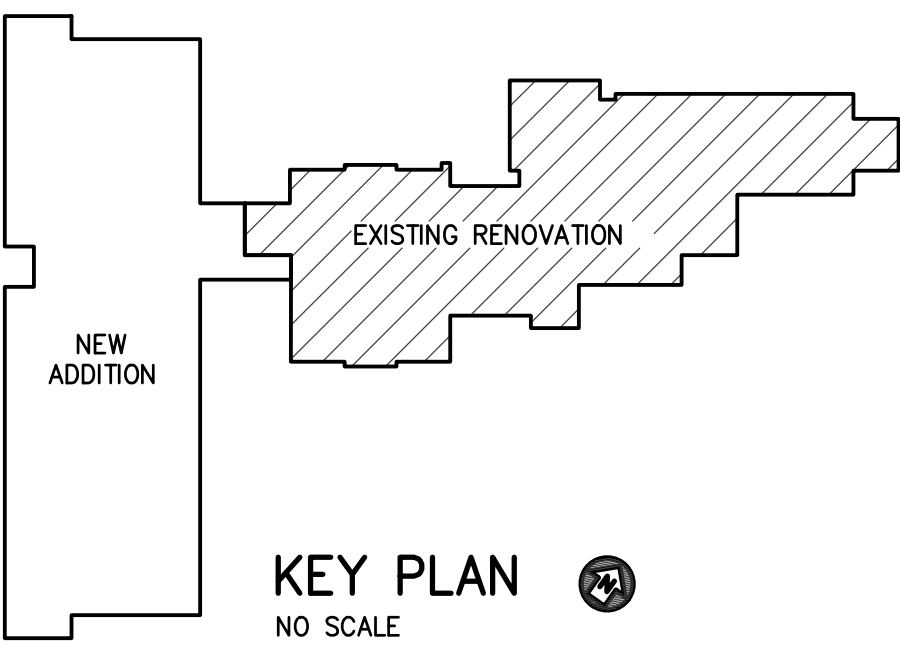 EXISTING RENOVATION
NEW
ADDITION
KEY PLAN
N
NO SCALE